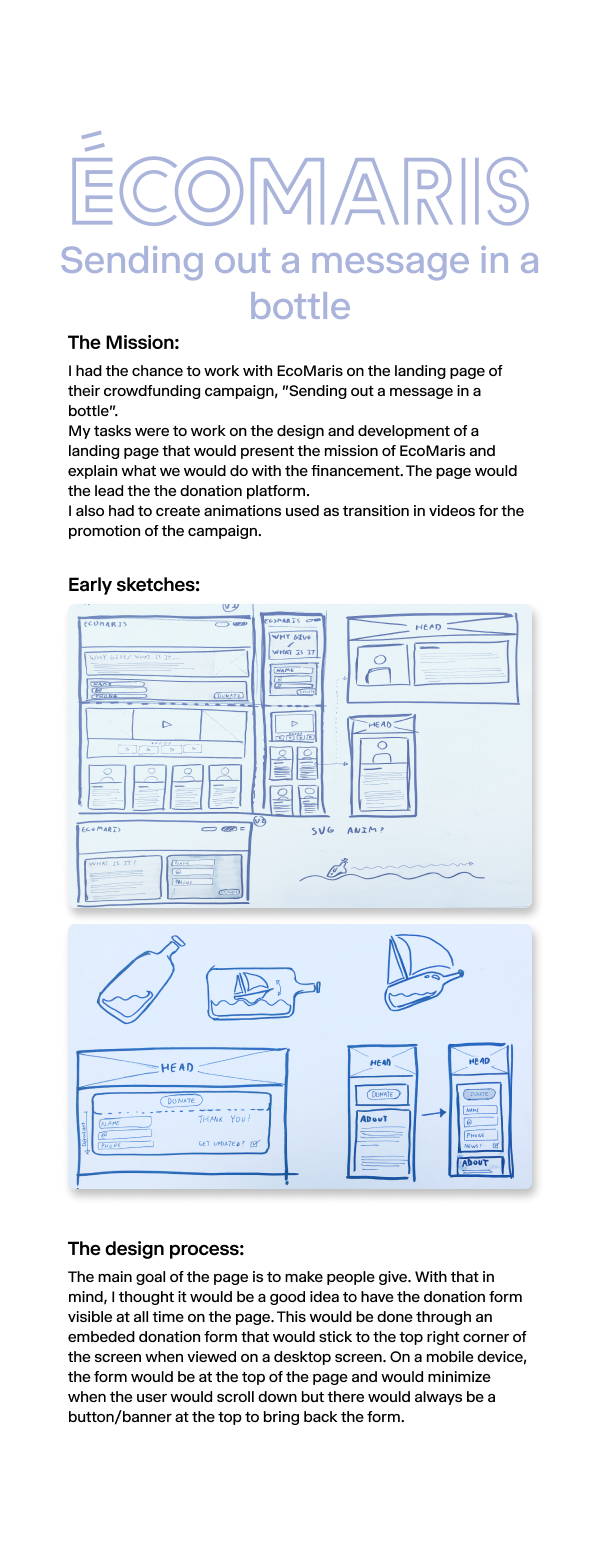 ÉCOMARIS
Sending out a message in a
bottle
The Mission:
I had the chance to work with EcoMaris on the landing page of
their crowdfunding campaign, "Sending out a message in a
bottle".
My tasks were to work on the design and development of a
landing page that would present the mission of EcoMaris and
explain what we would do with the financement. The page would
the lead the the donation platform.
I also had to create animations used as transition in videos for the
promotion of the campaign.
Early sketches:
V1
ECOMARIS
WHY GIVE/ WHAT IS IT...
NAME
@
PHONE
DONATE
ECOMARIS
WHY GIVE
/
WHAT IS IT
NAME
@
HEAD
HEAD
ECOMARIS
V2
WHAT IS IT?
NAME
@
PHONE
SVG ANIM?
HEAD
DONATE
THANK YOU!
NAME
@
PHONE
GET UPDATED?
HEAD
DONATE
ABOUT
HEAD
DONATE
NAME
@
PHONE
NEWS?
ABOUT
The design process:
The main goal of the page is to make people give. With that in
mind, I thought it would be a good idea to have the donation form
visible at all time on the page. This would be done through an
embeded donation form that would stick to the top right corner of
the screen when viewed on a desktop screen. On a mobile device,
the form would be at the top of the page and would minimize
when the user would scroll down but there would always be a
button/banner at the top to bring back the form.